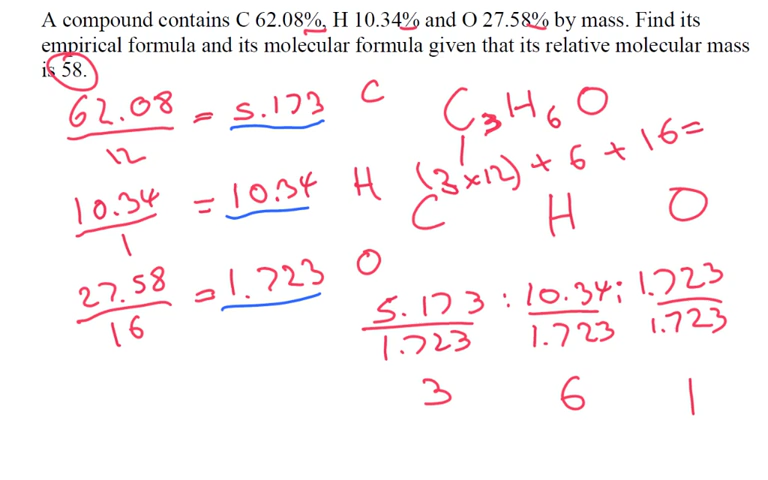 A compound contains C 62.08%, H 10.34% and O 27.58% by mass. Find its
empirical formula and its molecular formula given that its relative molecular mass
is 58.
62.08/12 = 5.173 C
C3H6O
(3×12) + 6 + 16=
10.34/1 = 10.34 H
C H O
27.58/16 = 1.723 O
5.173/1.723 : 10.34/1.723 : 1.723/1.723
3 6 1